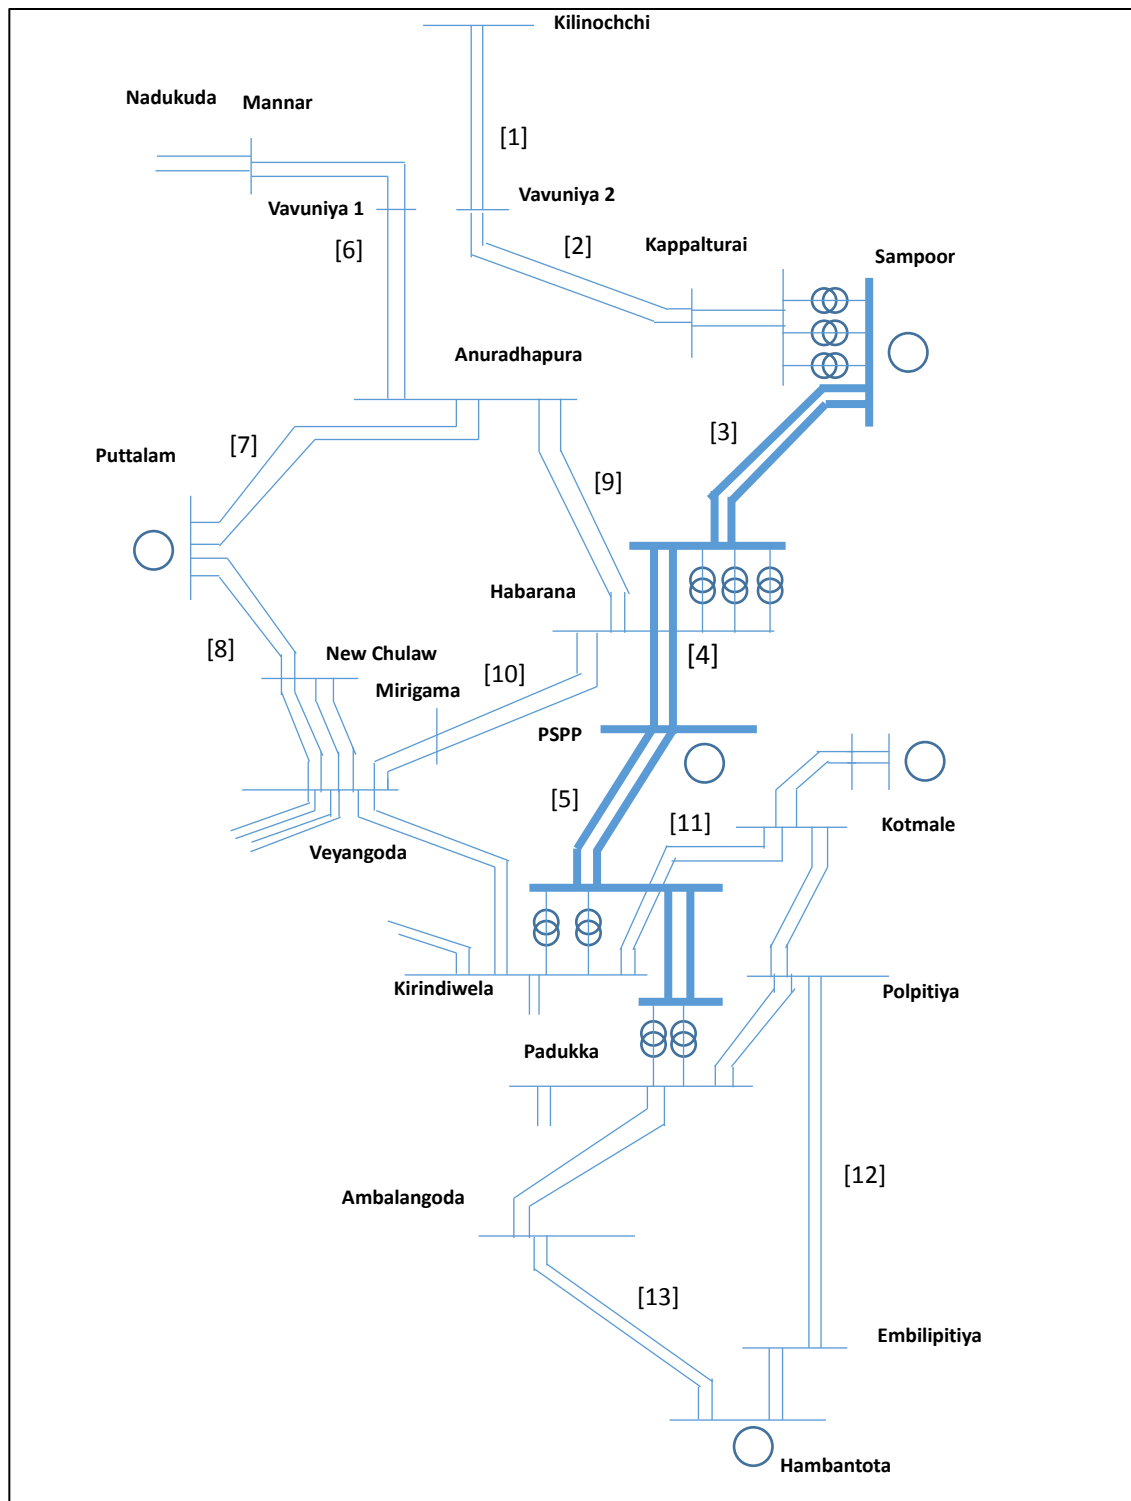 Kilinochchi
Nadukuda
Mannar
[1]
Vavuniya 1
Vavuniya 2
[6]
[2]
Kappalturai
Sampoor
Anuradhapura
[3]
[7]
Puttalam
[9]
Habarana
[8]
New Chulaw
[4]
[10]
Mirigama
PSPP
[5]
[11]
Kotmale
Veyangoda
Kirindiwela
Polpitiya
Padukka
[12]
Ambalangoda
[13]
Embilipitiya
Hambantota